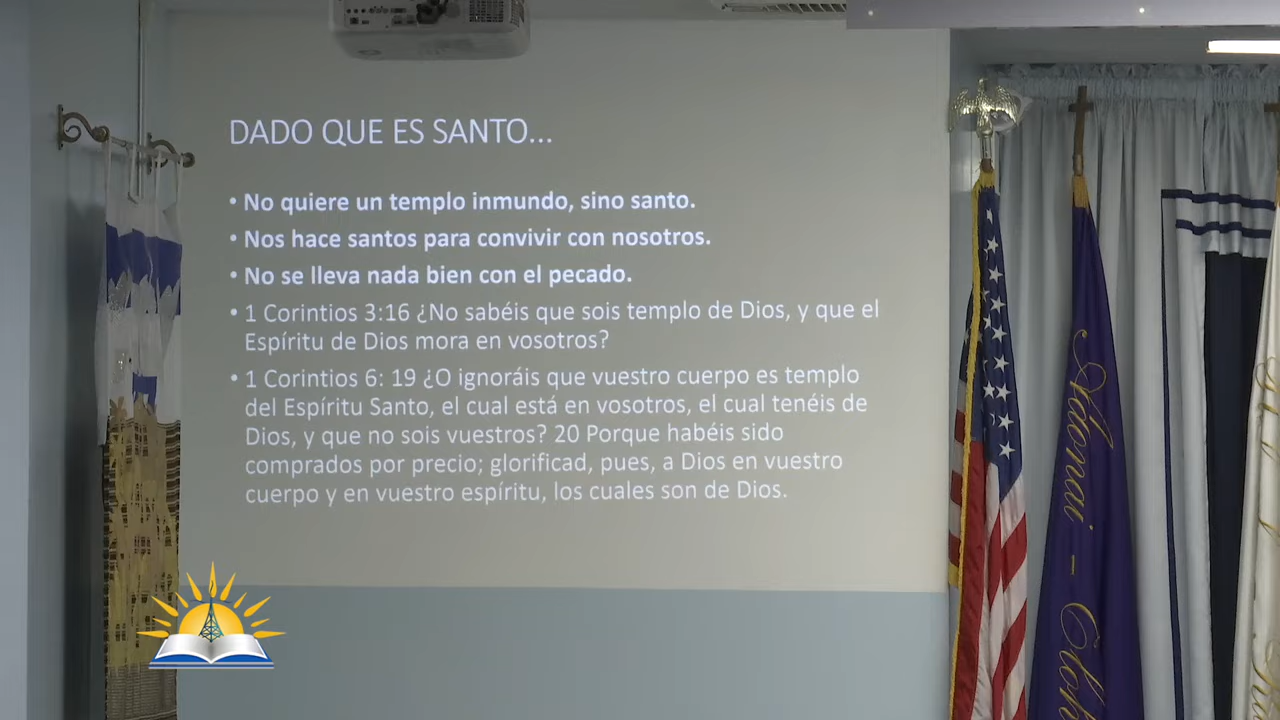 DADO QUE ES SANTO...
• No quiere un templo inmundo, sino santo.
• Nos hace santos para convivir con nosotros.
• No se lleva nada bien con el pecado.
• 1 Corintios 3:16 ¿No sabéis que sois templo de Dios, y que el
Espíritu de Dios mora en vosotros?
• 1 Corintios 6: 19 ¿O ignoráis que vuestro cuerpo es templo
del Espíritu Santo, el cual está en vosotros, el cual tenéis de
Dios, y que no sois vuestros? 20 Porque habéis sido
comprados por precio; glorificad, pues, a Dios en vuestro
cuerpo y en vuestro espíritu, los cuales son de Dios.
Adonai -